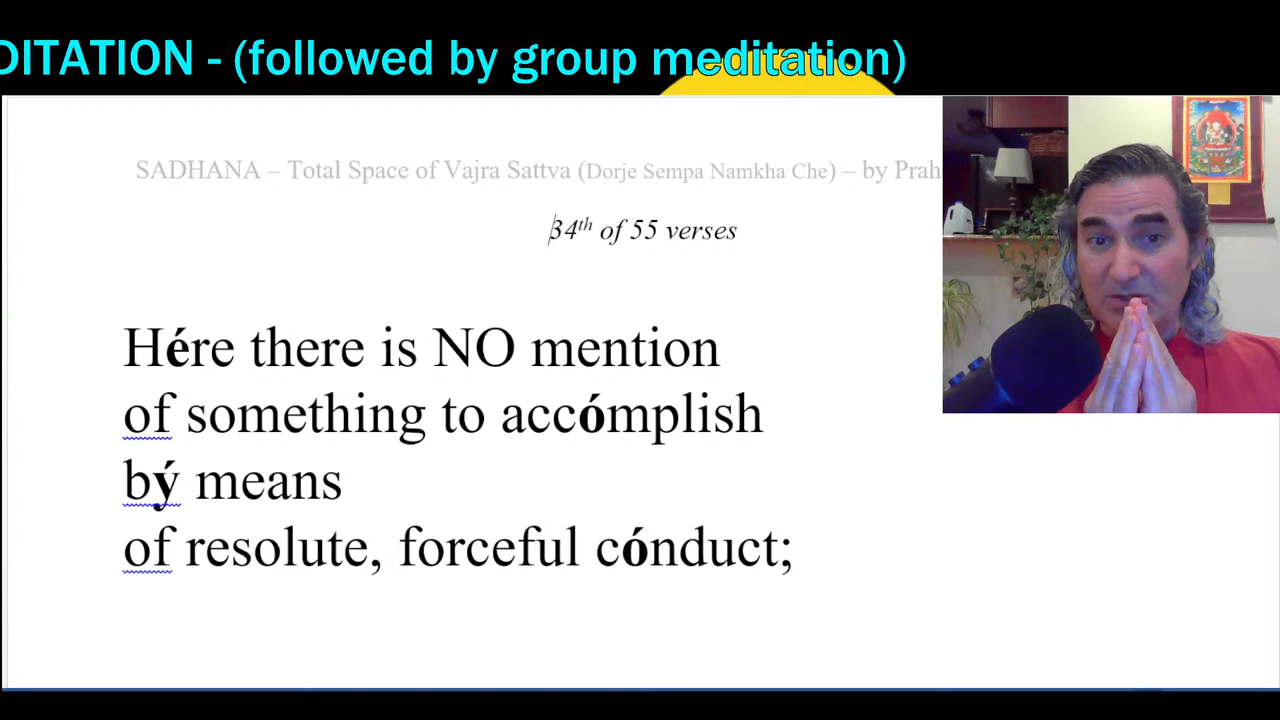 DITATION - (followed by group meditation)
SADHANA – Total Space of Vajra Sattva (Dorje Sempa Namkha Che) – by Prah
34th of 55 verses
Hére there is NO mention
of something to accómplish
bý means
of resolute, forceful cónduct;